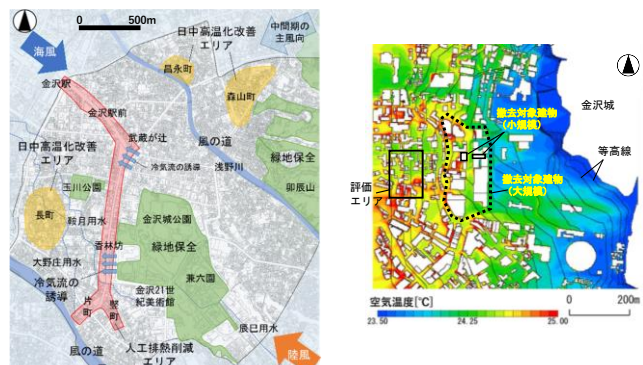 0 500m
海風
日中高温化改善
エリア
中間期の
主風向
昌永町
森山町
金沢駅
金沢駅前
武蔵が辻
風の道
日中高温化改善
エリア
冷気流の誘導
浅野川
緑地保全
玉川公園
卯辰山
長町
鞍月用水
金沢城公園
香林坊
緑地保全
大野庄用水
冷気流の
誘導
兼六園
金沢21世
紀美術館
片町
竪町
辰巳用水
風の道
人工排熱削減
エリア
陸風
撤去対象建物
(小規模)
金沢城
等高線
評価
エリア
撤去対象建物
(大規模)
空気温度[℃]
23.50 24.25 25.00
0 200m